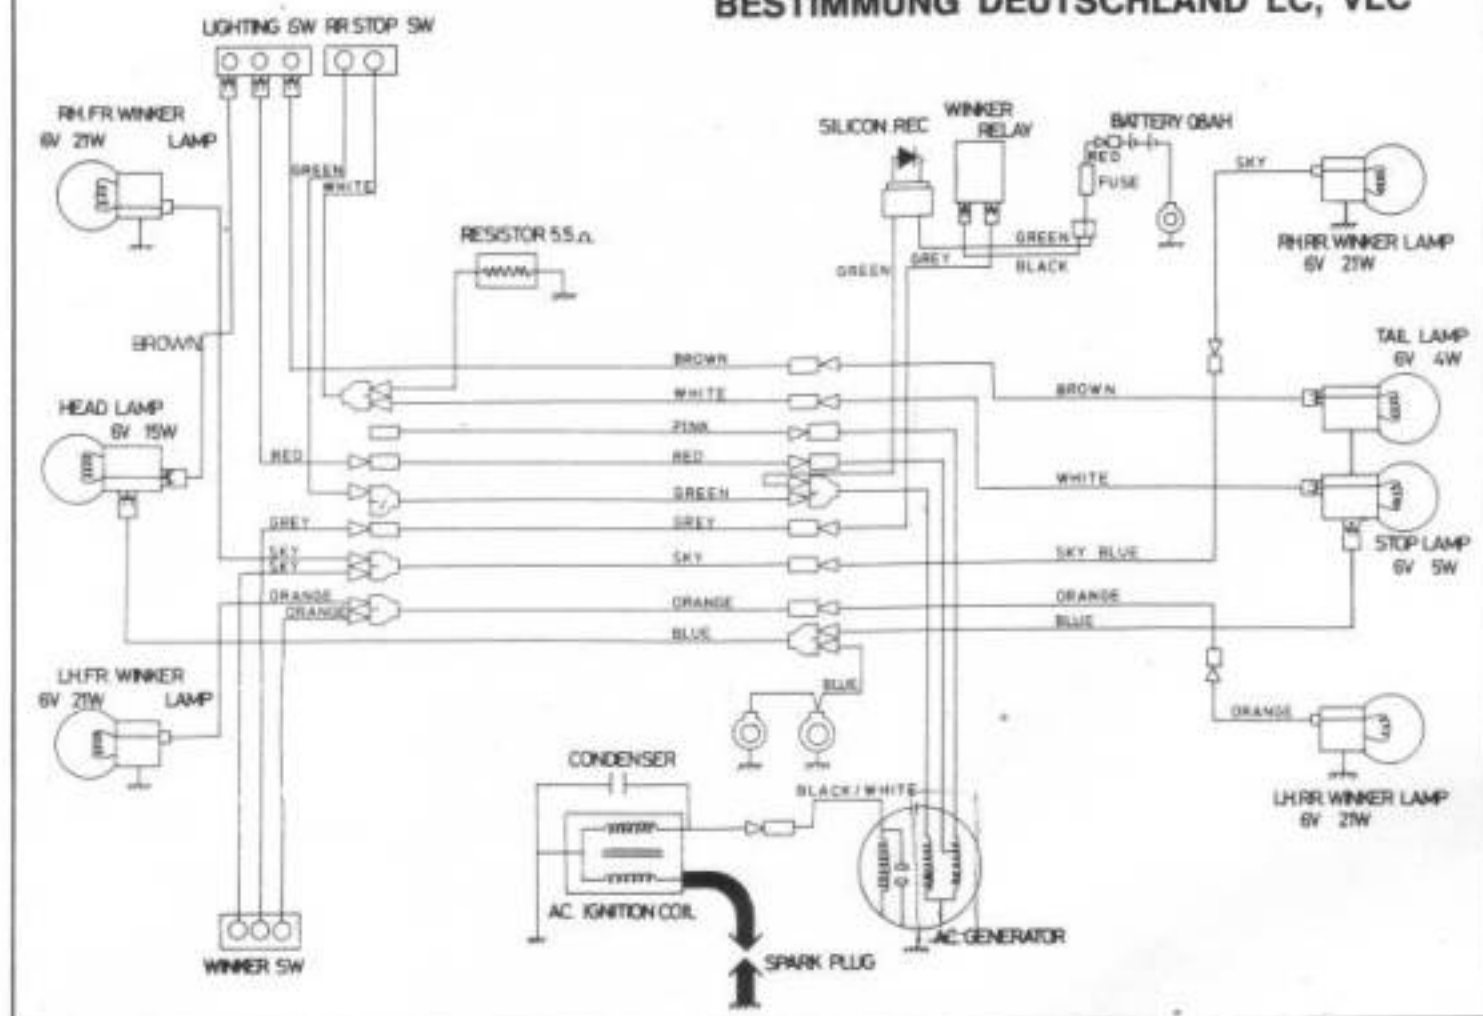 BESTIMMUNG DEUTSCHLAND LC, VLC
LIGHTING SW RR.STOP SW
RH.FR.WINKER
6V 21W LAMP
GREEN
WHITE
RESISTOR 5.5 Ω
SILICON REC
WINKER
RELAY
BATTERY 0.8AH
RED
FUSE
GREEN
GREY
BLACK
GREEN
SKY
RH.RR.WINKER LAMP
6V 21W
BROWN
HEAD LAMP
6V 15W
BROWN
WHITE
PINK
RED
RED
GREEN
GREY
GREY
SKY
SKY
SKY
ORANGE
ORANGE
ORANGE
BLUE
BROWN
WHITE
SKY BLUE
ORANGE
BLUE
TAIL LAMP
6V 4W
STOP LAMP
6V 5W
LH.FR WINKER
6V 21W LAMP
BLUE
ORANGE
LH.RR. WINKER LAMP
6V 21W
CONDENSER
BLACK/WHITE
AC. IGNITION COIL
AC.GENERATOR
SPARK PLUG
WINKER SW